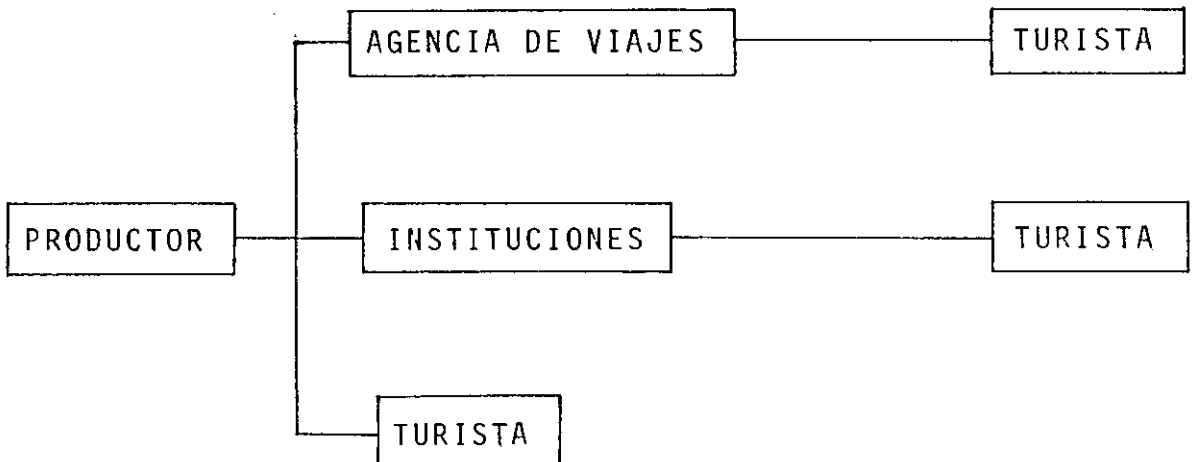 AGENCIA DE VIAJES
TURISTA
PRODUCTOR
INSTITUCIONES
TURISTA
TURISTA